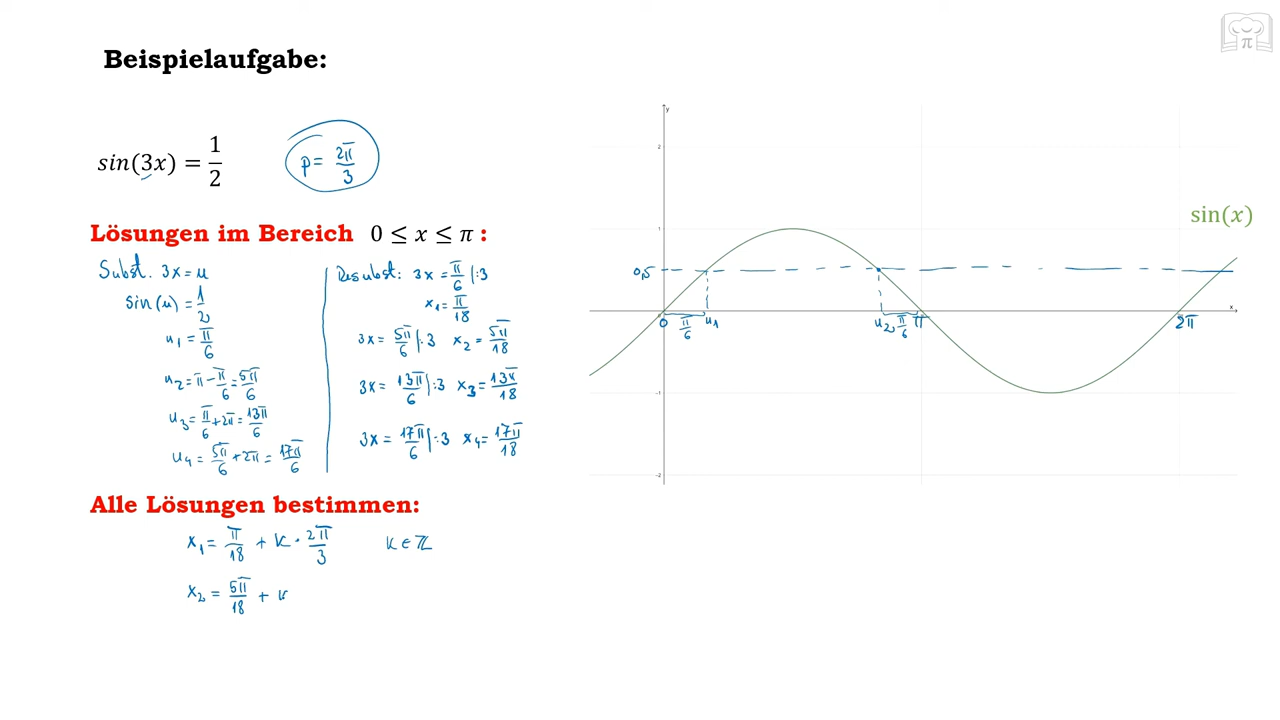 Beispielaufgabe:
sin(3x) = 1/2
p = 2π/3
Lösungen im Bereich 0 ≤ x ≤ π :
Subst. 3x = u
sin(u) = 1/2
u₁ = π/6
u₂ = π - π/6 = 5π/6
u₃ = π/6 + 2π = 13π/6
u₄ = 5π/6 + 2π = 17π/6
Resubst: 3x = π/6 |:3
x₁ = π/18
3x = 5π/6 |:3 x₂ = 5π/18
3x = 13π/6 |:3 x₃ = 13π/18
3x = 17π/6 |:3 x₄ = 17π/18
Alle Lösungen bestimmen:
x₁ = π/18 + k · 2π/3 k ∈ ℤ
x₂ = 5π/18 + k
y
2
sin(x)
1
0,5
x
0 π/6 u₁ u₂ π/6 π 2π
-1
-2
π